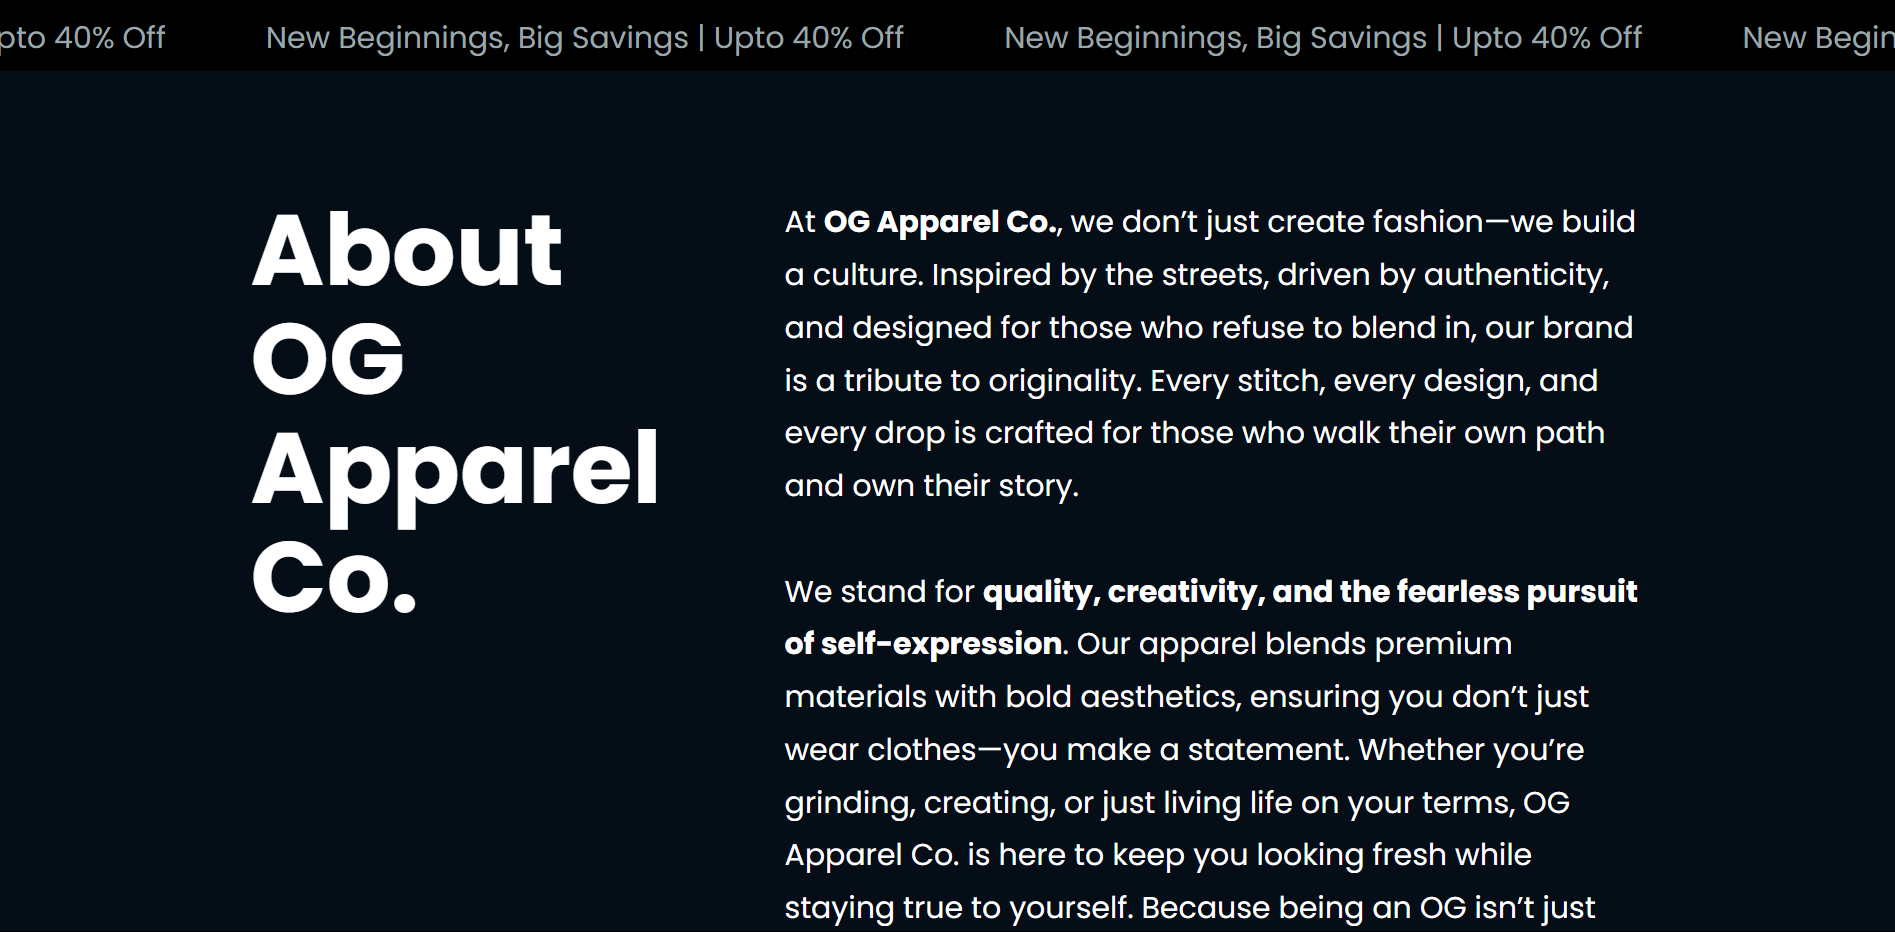 pto 40% Off New Beginnings, Big Savings | Upto 40% Off New Beginnings, Big Savings | Upto 40% Off New Begin
About
OG
Apparel
Co.
At OG Apparel Co., we don’t just create fashion—we build
a culture. Inspired by the streets, driven by authenticity,
and designed for those who refuse to blend in, our brand
is a tribute to originality. Every stitch, every design, and
every drop is crafted for those who walk their own path
and own their story.
We stand for quality, creativity, and the fearless pursuit
of self-expression. Our apparel blends premium
materials with bold aesthetics, ensuring you don’t just
wear clothes—you make a statement. Whether you’re
grinding, creating, or just living life on your terms, OG
Apparel Co. is here to keep you looking fresh while
staying true to yourself. Because being an OG isn’t just